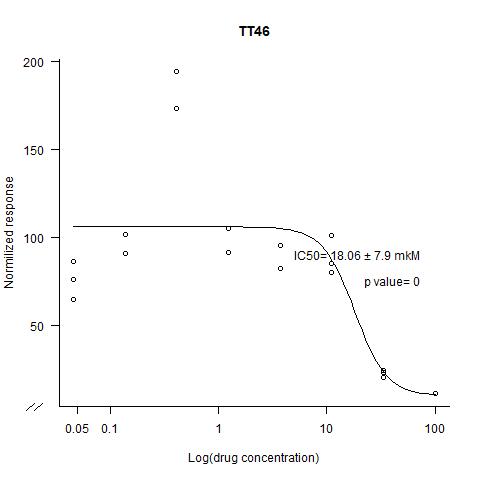 TT46
200
150
100
50
Normilized response
IC50= 18.06 ± 7.9 mkM
p value= 0
0.05 0.1 1 10 100
Log(drug concentration)